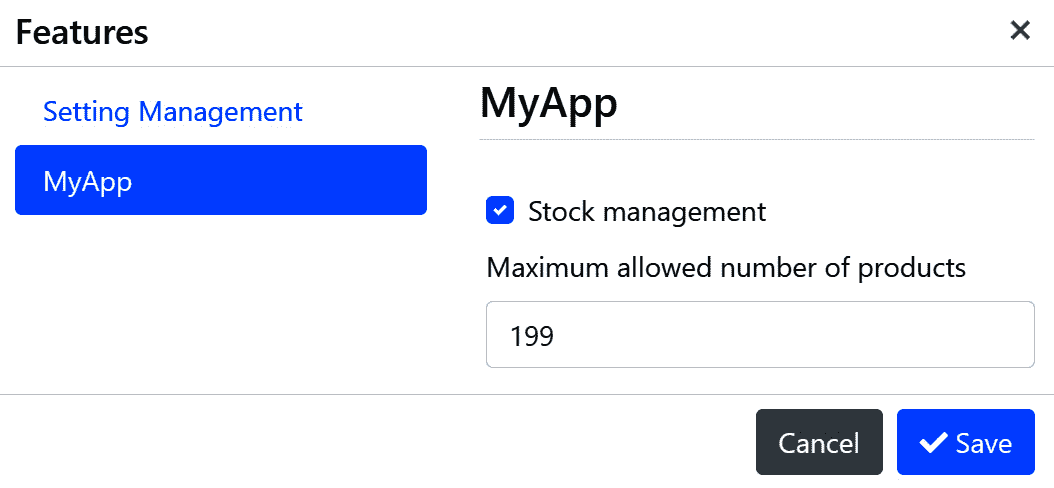 Features
Setting Management
MyApp
MyApp
Stock management
Maximum allowed number of products
199
Cancel
Save